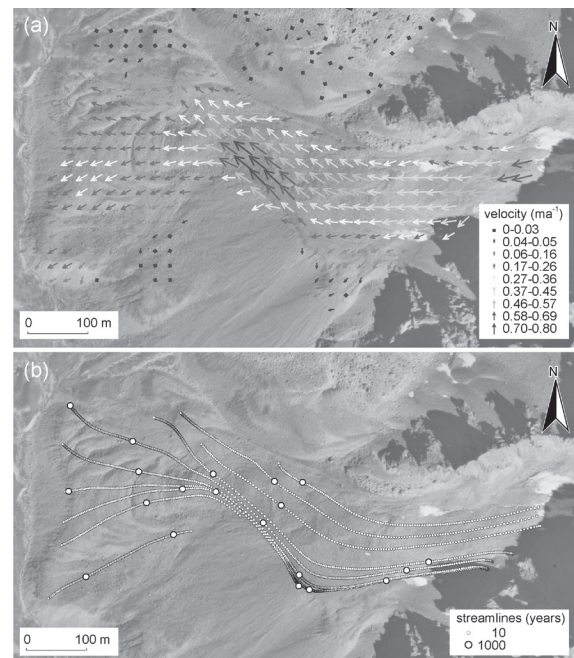 (a)
N
velocity (ma⁻¹)
0-0.03
0.04-0.05
0.06-0.16
0.17-0.26
0.27-0.36
0.37-0.45
0.46-0.57
0.58-0.69
0.70-0.80
0 100 m
(b)
N
streamlines (years)
10
1000
0 100 m